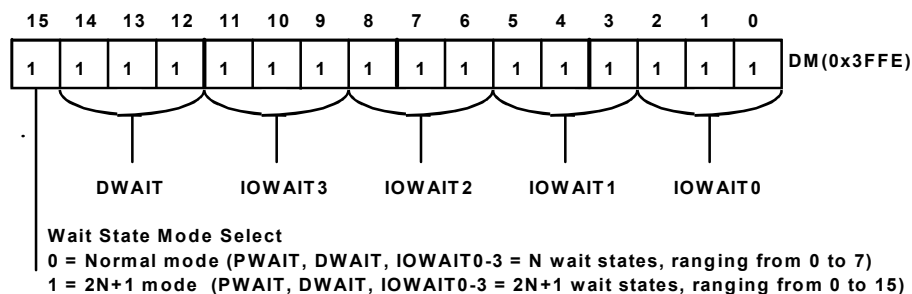 15 14 13 12 11 10 9 8 7 6 5 4 3 2 1 0
1 1 1 1 1 1 1 1 1 1 1 1 1 1 1 1 DM(0x3FFE)
DWAIT IOWAIT3 IOWAIT2 IOWAIT1 IOWAIT0
Wait State Mode Select
0 = Normal mode (PWAIT, DWAIT, IOWAIT0-3 = N wait states, ranging from 0 to 7)
1 = 2N+1 mode (PWAIT, DWAIT, IOWAIT0-3 = 2N+1 wait states, ranging from 0 to 15)